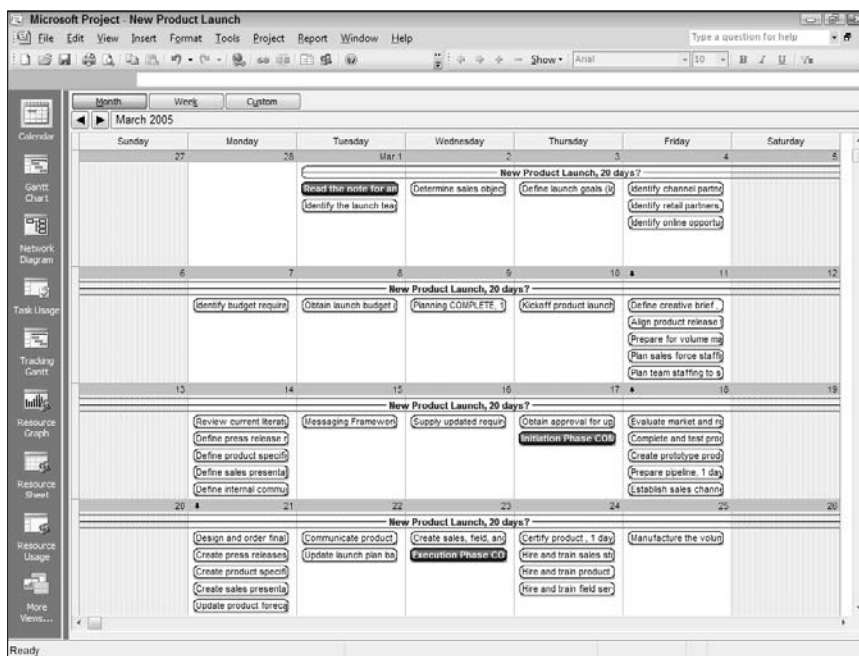 Microsoft Project - New Product Launch
File Edit View Insert Format Tools Project Report Window Help
Type a question for help
Show
Arial
10
B I U
Month Week Custom
March 2005
Sunday Monday Tuesday Wednesday Thursday Friday Saturday
27 28 Mar 1 2 3 4 5
New Product Launch, 20 days?
Read the note for an Determine sales object Define launch goals (i Identify channel partne
Identify the launch tea Identify retail partners,
Identify online opportu
6 7 8 9 10 11 12
New Product Launch, 20 days?
Identify budget require Obtain launch budget Planning COMPLETE, 1 Kickoff product launch Define creative brief
Align product release
Prepare for volume ma
Plan sales force staffi
Plan team staffing to s
13 14 15 16 17 18 19
New Product Launch, 20 days?
Review current literat Messaging Framework Supply updated requir Obtain approval for up Evaluate market and re
Define press release Initiation Phase COM Complete and test prod
Define product specifi Create prototype prod
Define sales presenta Prepare pipeline, 1 day
Define internal commu Establish sales chann
20 21 22 23 24 25 26
New Product Launch, 20 days?
Design and order final Communicate product Create sales, field, an Certify product , 1 day Manufacture the volum
Create press releases Update launch plan ba Execution Phase CO Hire and train sales st
Create product specifi Hire and train product
Create sales presenta Hire and train field ser
Update product foreca
Calendar
Gantt
Chart
Network
Diagram
Task Usage
Tracking
Gantt
Resource
Graph
Resource
Sheet
Resource
Usage
More
Views...
Ready